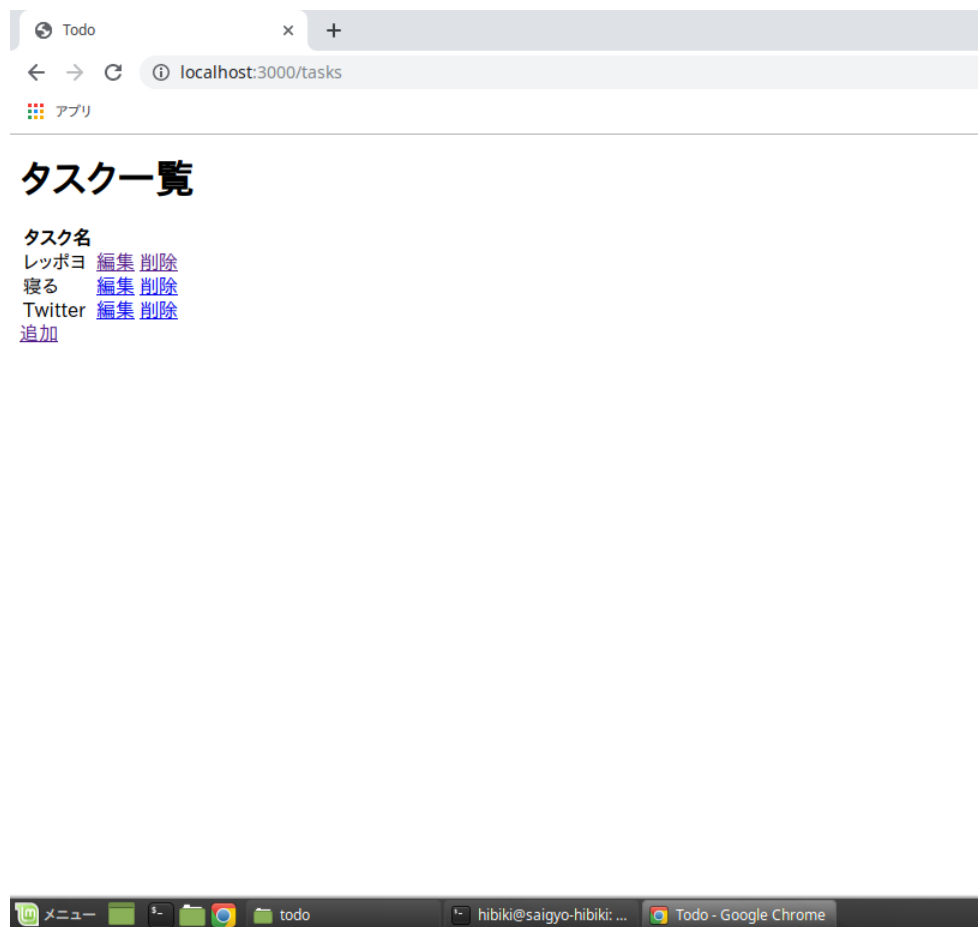 Todo
localhost:3000/tasks
アプリ
タスク一覧
タスク名
レッポヨ 編集 削除
寝る 編集 削除
Twitter 編集 削除
追加
メニュー todo hibiki@saigyo-hibiki: ... Todo - Google Chrome